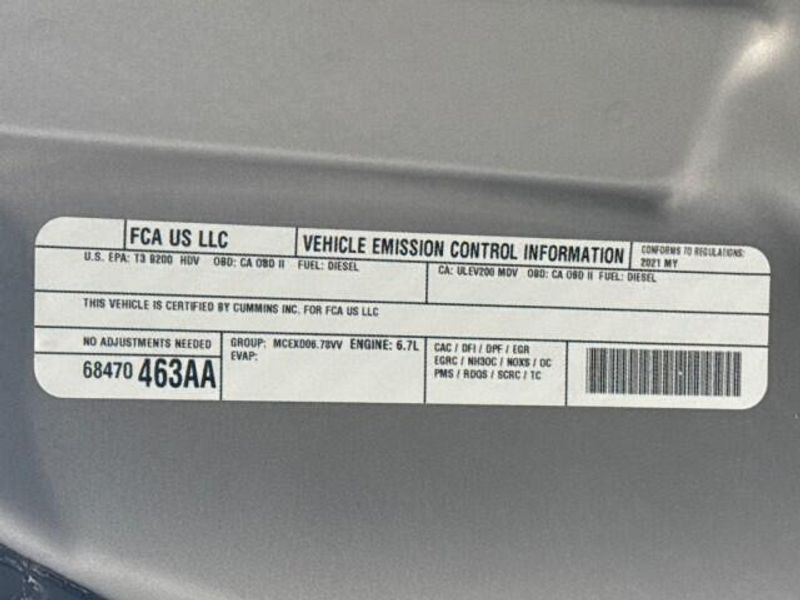 FCA US LLC
VEHICLE EMISSION CONTROL INFORMATION
CONFORMS TO REGULATIONS:
2021 MY
U.S. EPA: T3 B200 HDV OBD: CA OBD II FUEL: DIESEL
CA: ULEV200 MDV OBD: CA OBD II FUEL: DIESEL
THIS VEHICLE IS CERTIFIED BY CUMMINS INC. FOR FCA US LLC
NO ADJUSTMENTS NEEDED
68470 463AA
GROUP: MCEXD06.78VV ENGINE: 6.7L
EVAP:
CAC / DFI / DPF / EGR
EGRC / NH3OC / NOXS / OC
PMS / RDQS / SCRC / TC